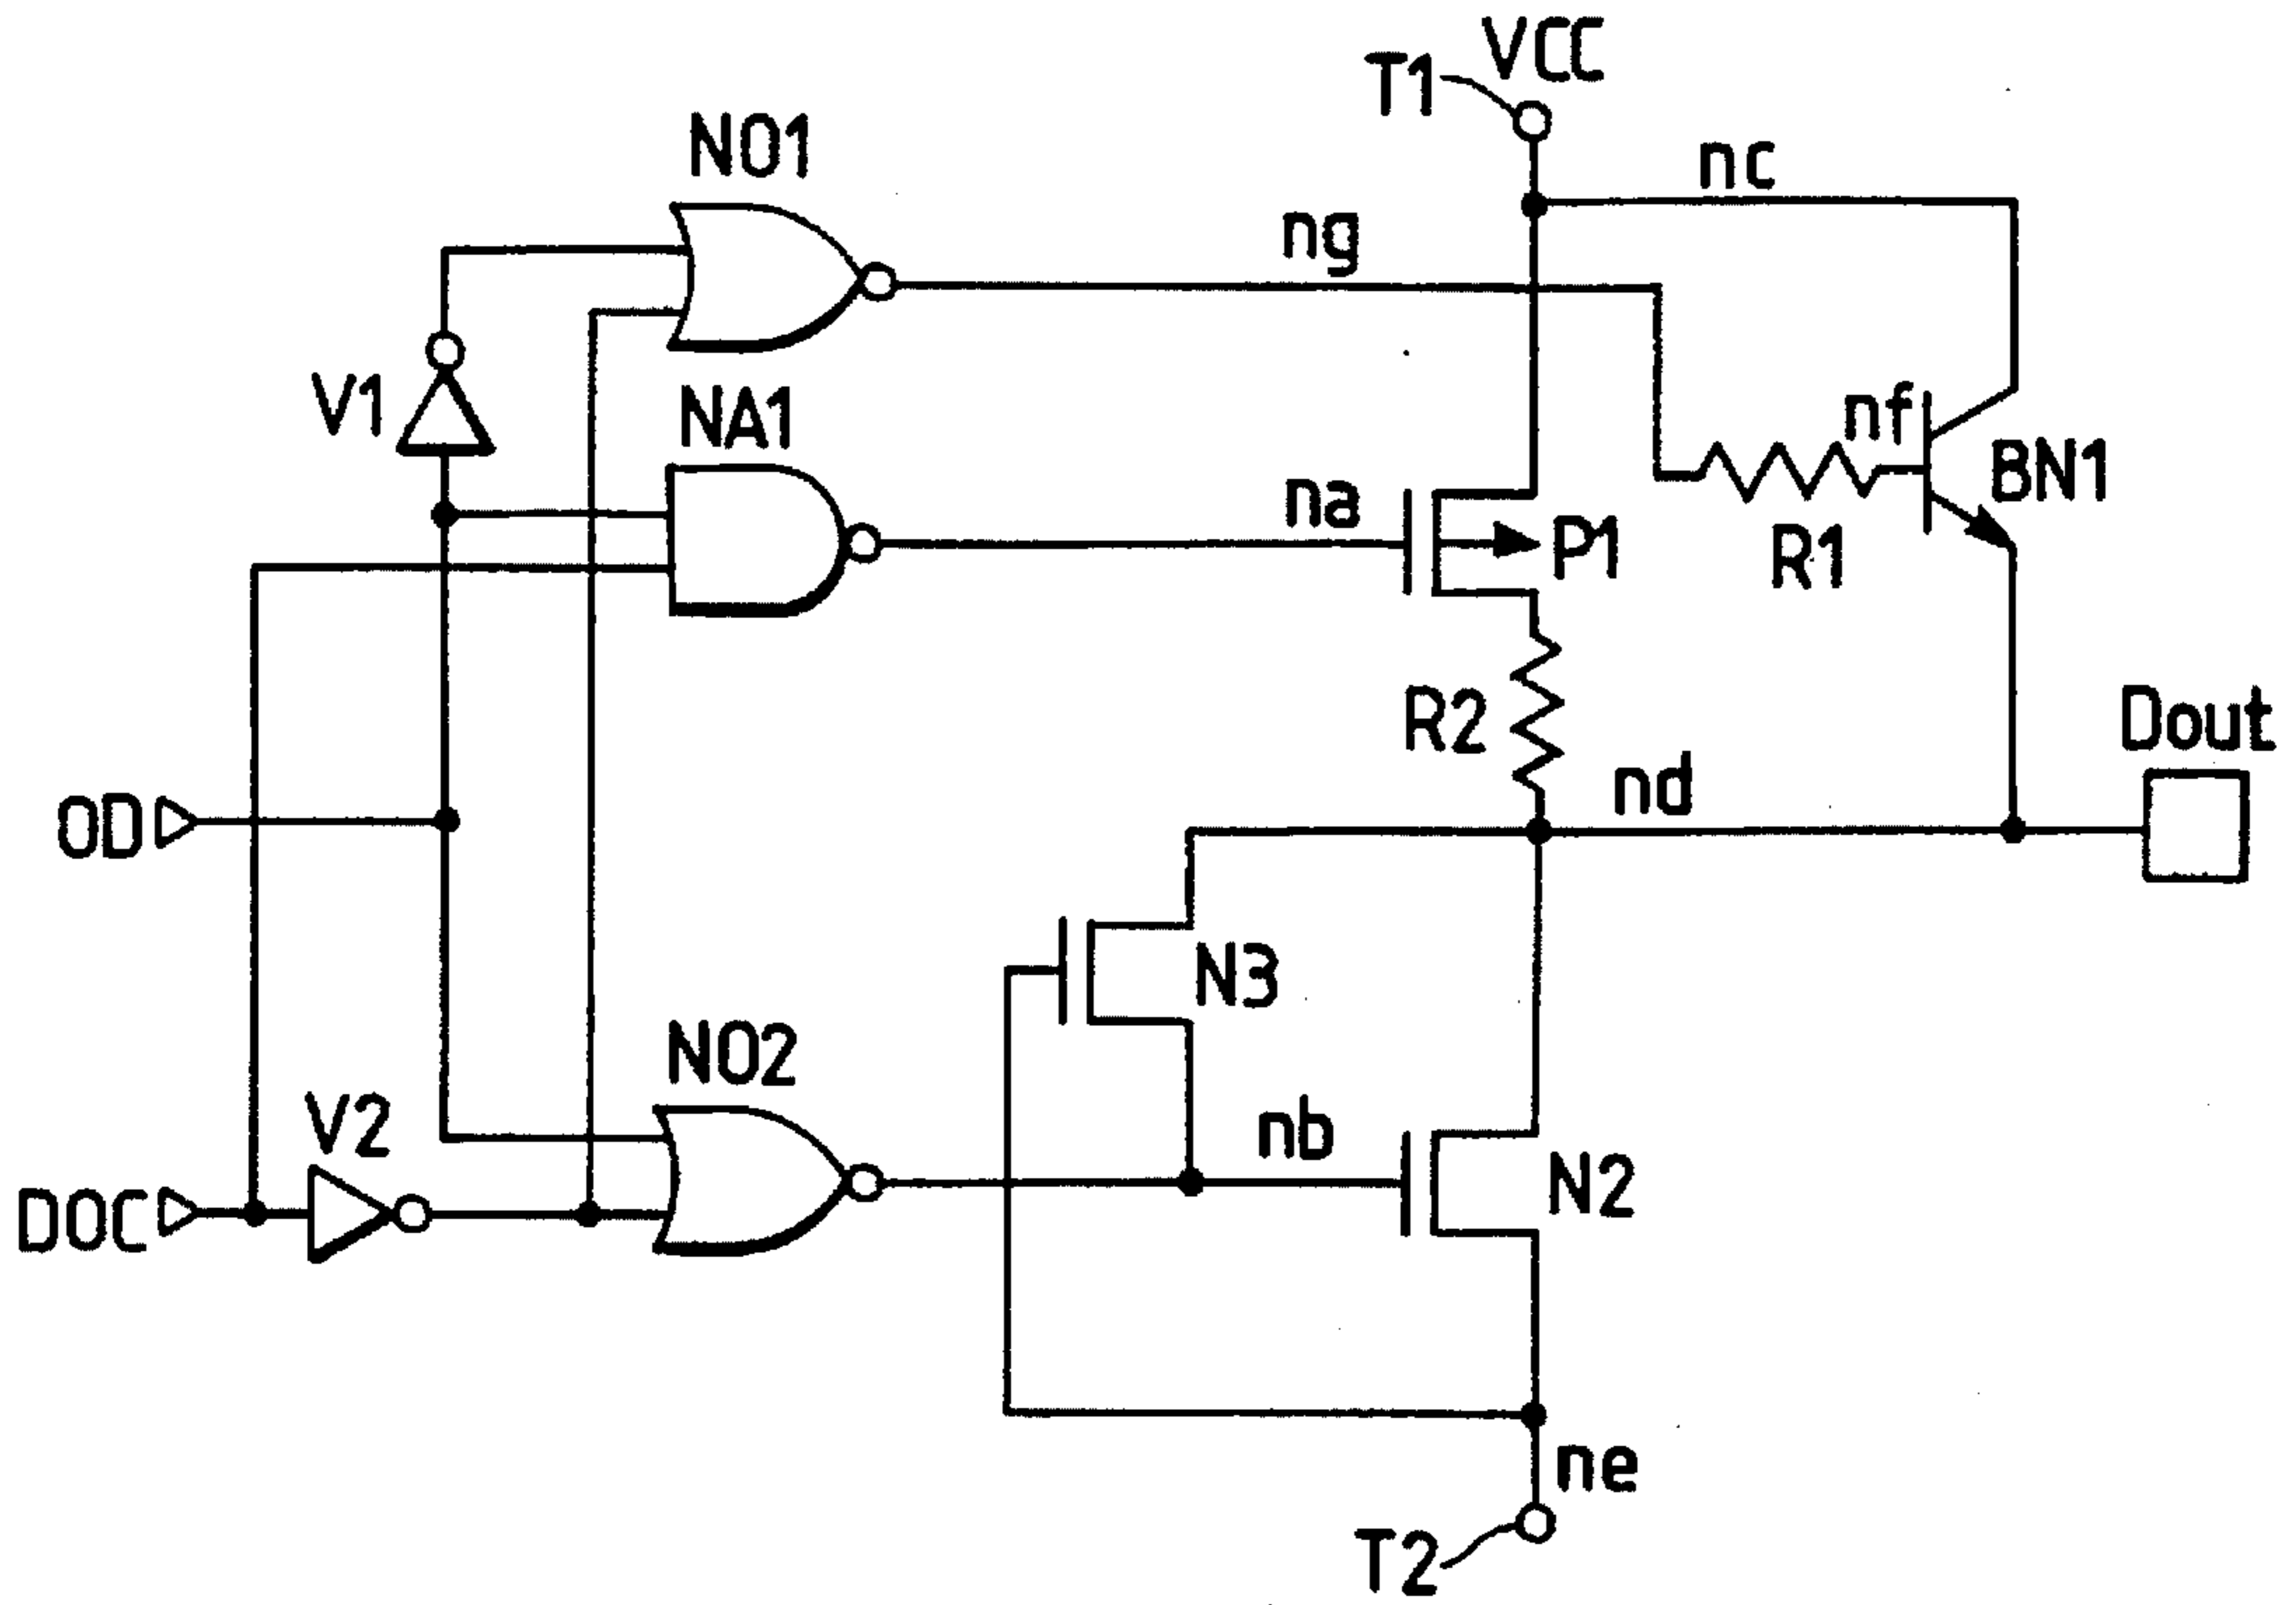 VCC
T1
NO1
nc
ng
V1
NA1
nf
BN1
na
P1
R1
R2
Dout
nd
OD
N3
NO2
V2
nb
N2
DOC
ne
T2